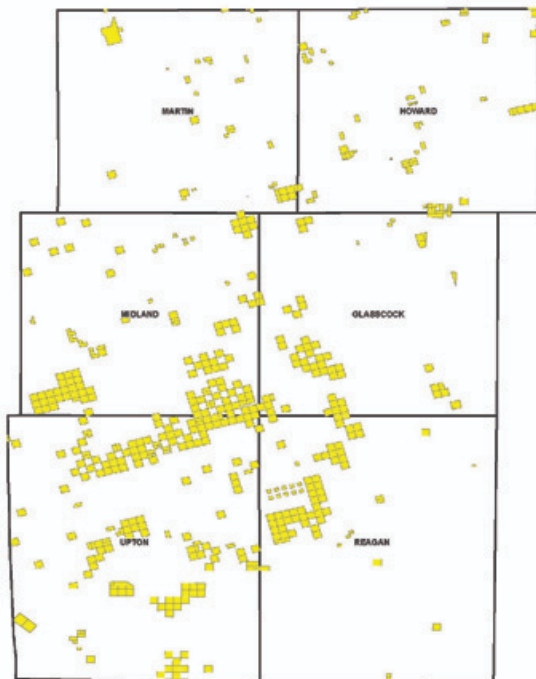 MARTIN
HOWARD
MIDLAND
GLASSCOCK
UPTON
REAGAN